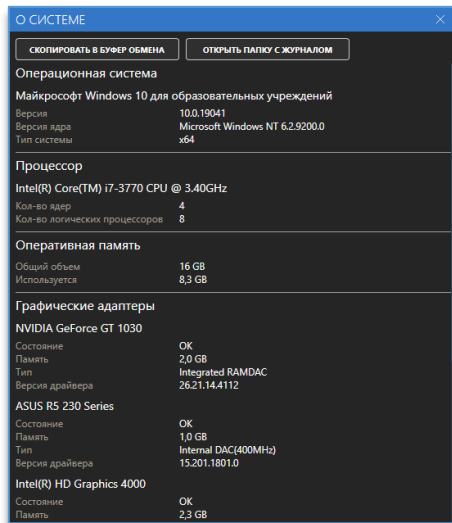 О СИСТЕМЕ
СКОПИРОВАТЬ В БУФЕР ОБМЕНА ОТКРЫТЬ ПАПКУ С ЖУРНАЛОМ
Операционная система
Майкрософт Windows 10 для образовательных учреждений
Версия 10.0.19041
Версия ядра Microsoft Windows NT 6.2.9200.0
Тип системы x64
Процессор
Intel(R) Core(TM) i7-3770 CPU @ 3.40GHz
Кол-во ядер 4
Кол-во логических процессоров 8
Оперативная память
Общий объем 16 GB
Используется 8,3 GB
Графические адаптеры
NVIDIA GeForce GT 1030
Состояние OK
Память 2,0 GB
Тип Integrated RAMDAC
Версия драйвера 26.21.14.4112
ASUS R5 230 Series
Состояние OK
Память 1,0 GB
Тип Internal DAC(400MHz)
Версия драйвера 15.201.1801.0
Intel(R) HD Graphics 4000
Состояние OK
Память 2,3 GB